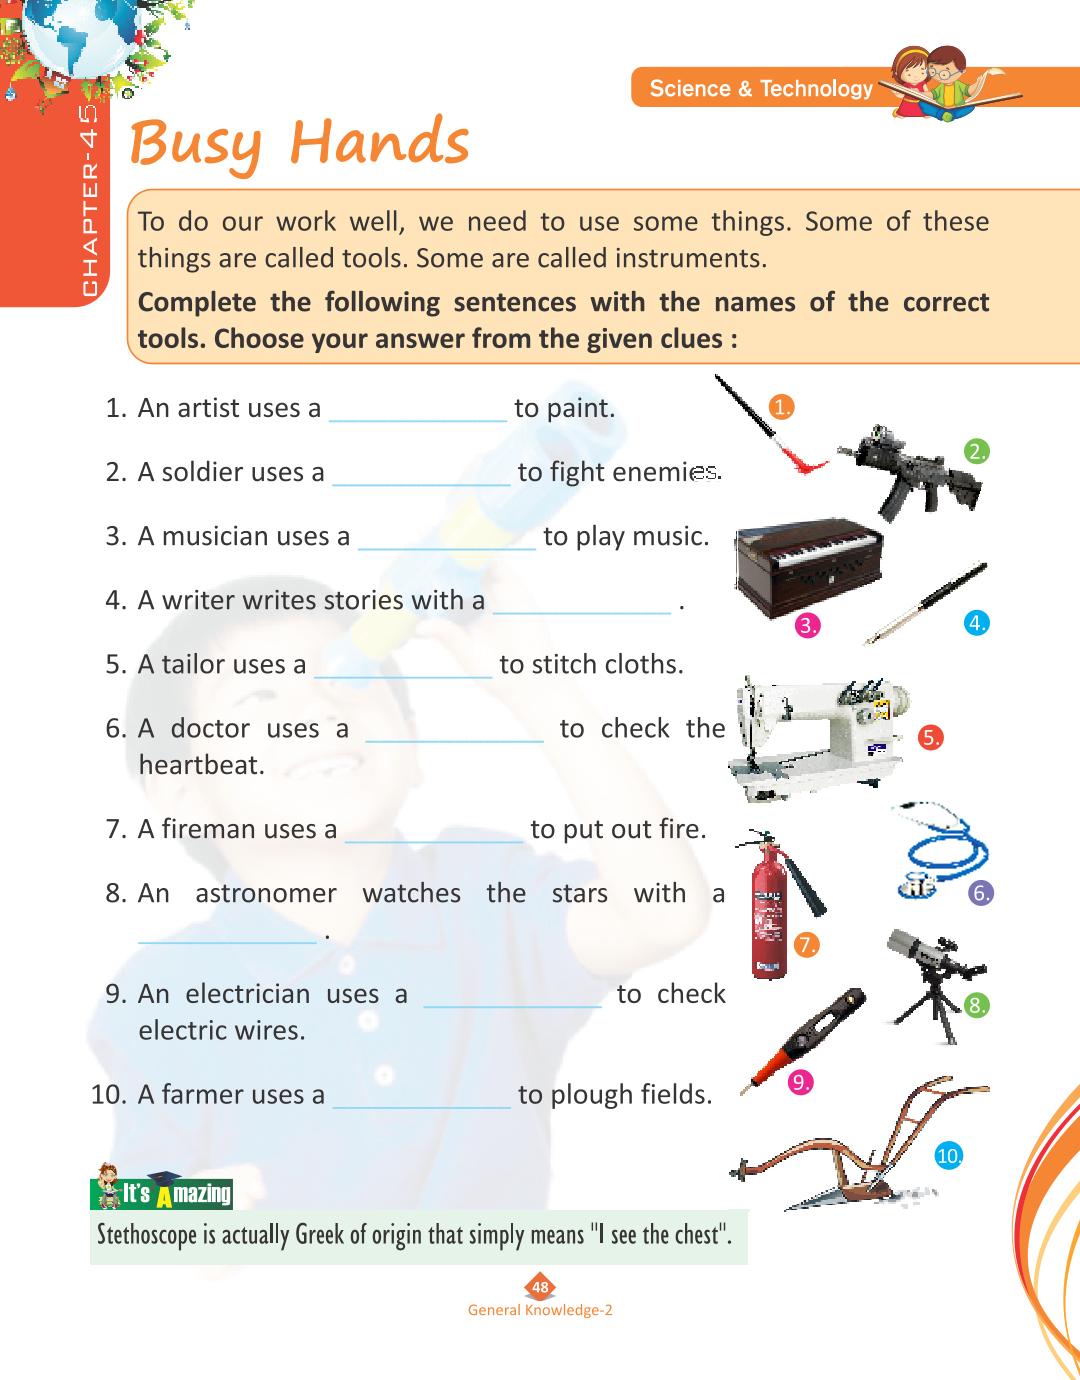 CHAPTER-45
Science & Technology
Busy Hands
To do our work well, we need to use some things. Some of these
things are called tools. Some are called instruments.
Complete the following sentences with the names of the correct
tools. Choose your answer from the given clues :
1. An artist uses a ____________ to paint.
2. A soldier uses a ____________ to fight enemies.
3. A musician uses a ____________ to play music.
4. A writer writes stories with a ____________ .
5. A tailor uses a ____________ to stitch cloths.
6. A doctor uses a ____________ to check the
heartbeat.
7. A fireman uses a ____________ to put out fire.
8. An astronomer watches the stars with a
____________ .
9. An electrician uses a ____________ to check
electric wires.
10. A farmer uses a ____________ to plough fields.
1.
2.
3.
4.
5.
6.
7.
8.
9.
10.
It's Amazing
Stethoscope is actually Greek of origin that simply means "I see the chest".
48
General Knowledge-2